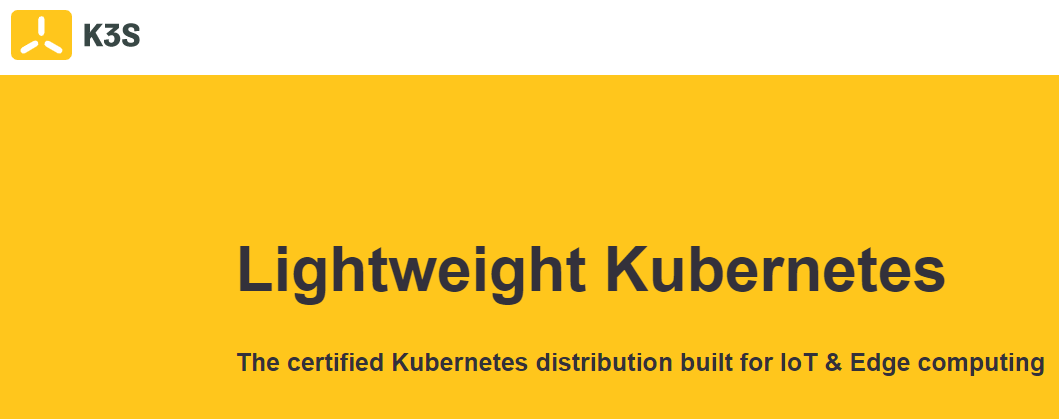 K3S
Lightweight Kubernetes
The certified Kubernetes distribution built for IoT & Edge computing